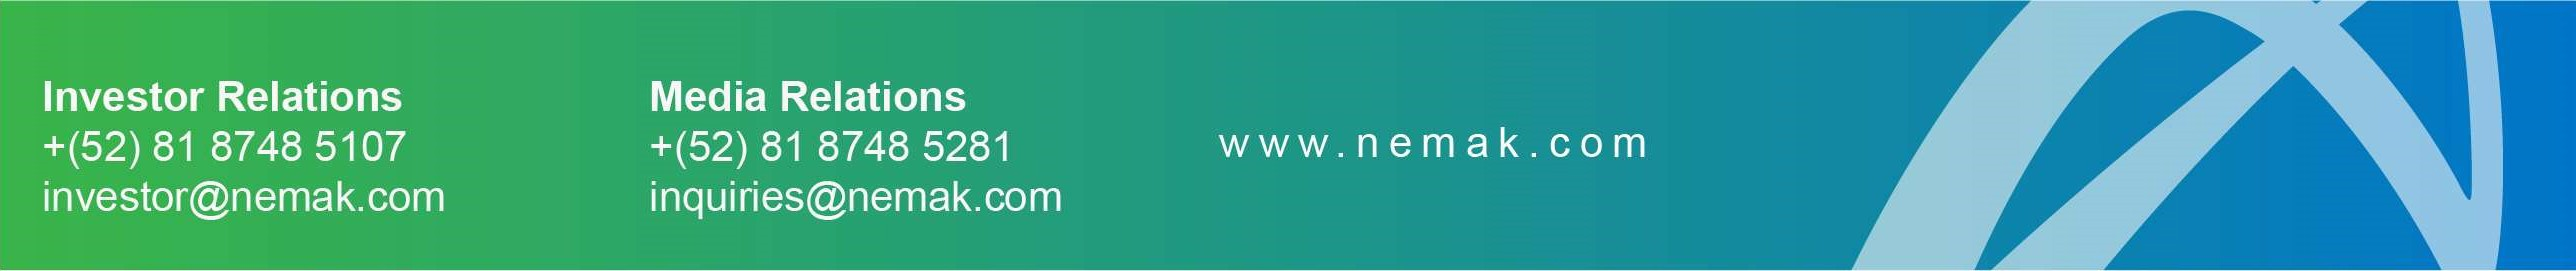 Investor Relations
+(52) 81 8748 5107
investor@nemak.com
Media Relations
+(52) 81 8748 5281
inquiries@nemak.com
www.nemak.com